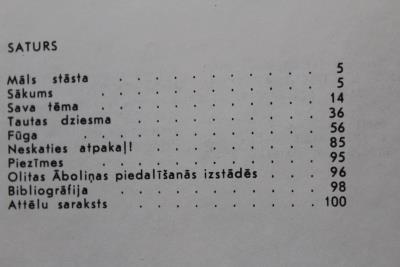 SATURS
Māls stāsta . . . . . . . . . . . 5
Sākums . . . . . . . . . . . . 5
Sava tēma . . . . . . . . . . . 14
Tautas dziesma . . . . . . . . . . 36
Fūga . . . . . . . . . . . . 56
Neskaties atpakaļ! . . . . . . . . . 85
Piezīmes . . . . . . . . . . . 95
Olitas Āboliņas piedalīšanās izstādēs . . . . 96
Bibliogrāfija . . . . . . . . . . . 98
Attēlu saraksts . . . . . . . . . . 100